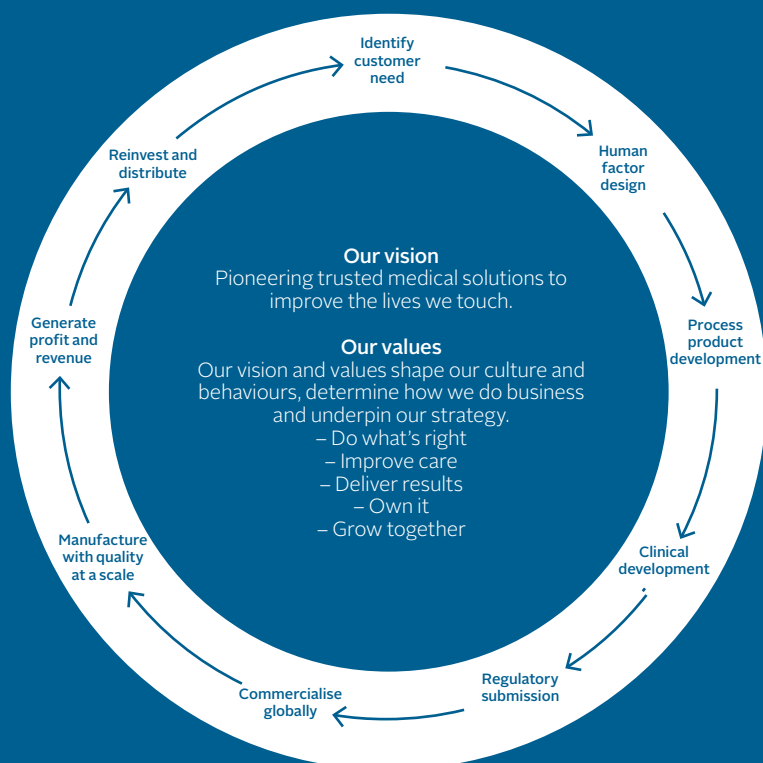 Identify
customer
need
Human
factor
design
Process
product
development
Clinical
development
Regulatory
submission
Commercialise
globally
Manufacture
with quality
at a scale
Generate
profit and
revenue
Reinvest and
distribute
Our vision
Pioneering trusted medical solutions to
improve the lives we touch.
Our values
Our vision and values shape our culture and
behaviours, determine how we do business
and underpin our strategy.
– Do what's right
– Improve care
– Deliver results
– Own it
– Grow together